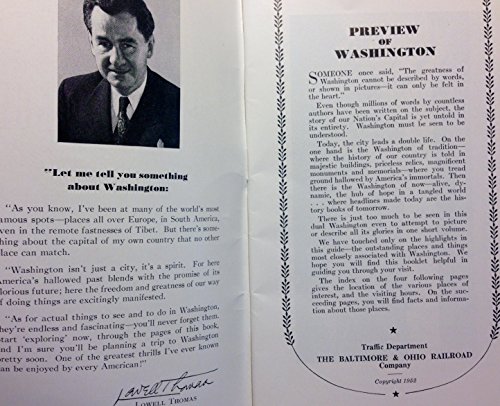 "Let me tell you something
about Washington:
"As you know, I've been at many of the world's most
famous spots—places all over Europe, in South America,
even in the remote fastnesses of Tibet. But there's some-
thing about the capital of my own country that no other
place can match.
"Washington isn't just a city, it's a spirit. For here
America's hallowed past blends with the promise of its
glorious future; here the freedom and greatness of our way
of doing things are excitingly manifested.
"As for actual things to see and to do in Washington,
they're endless and fascinating—you'll never forget them.
Start 'exploring' now, through the pages of this book,
and I'm sure you'll be planning a trip to Washington
pretty soon. One of the greatest thrills I've ever known
can be enjoyed by every American!"
Lowell Thomas
LOWELL THOMAS
PREVIEW
OF
WASHINGTON
SOMEONE once said, "The greatness of
Washington cannot be described by words,
or shown in pictures—it can only be felt in
the heart."
Even though millions of words by countless
authors have been written on the subject, the
story of our Nation's Capital is yet untold in
its entirety. Washington must be seen to be
understood.
Today, the city leads a double life. On the
one hand is the Washington of tradition—
where the history of our country is told in
majestic buildings, priceless relics, magnificent
monuments and memorials—where you tread
ground hallowed by America's immortals. Then
there is the Washington of now—alive, dy-
namic, the hub of hope in a tangled world
. . . where headlines made today are the his-
tory books of tomorrow.
There is just too much to be seen in this
dual Washington even to attempt to picture
or describe all its glories in one short volume.
We have touched only on the highlights in
this guide—the outstanding places and things
most closely associated with Washington. We
hope you will find this booklet helpful in
guiding you through your visit.
The index on the four following pages
gives the location of the various places of
interest, and the visiting hours. On the suc-
ceeding pages, you will find facts and informa-
tion about those places.
Traffic Department
THE BALTIMORE & OHIO RAILROAD
Company
Copyright 1953